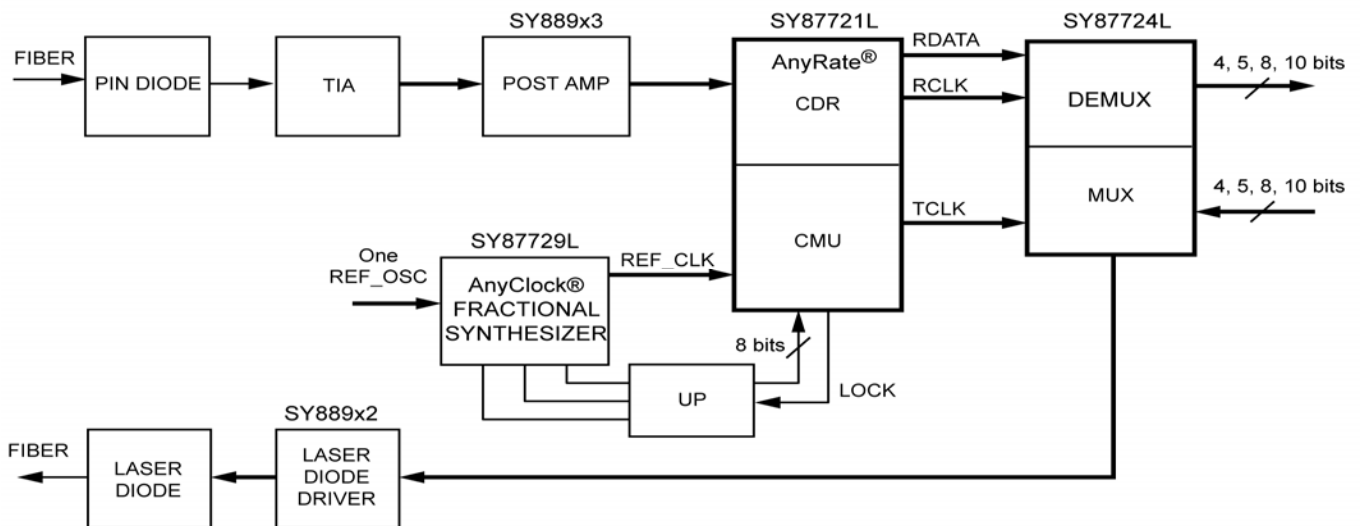 SY889x3
SY87721L
SY87724L
FIBER
PIN DIODE
TIA
POST AMP
AnyRate®
CDR
RDATA
RCLK
DEMUX
4, 5, 8, 10 bits
CMU
TCLK
MUX
4, 5, 8, 10 bits
One
REF_OSC
SY87729L
AnyClock®
FRACTIONAL
SYNTHESIZER
REF_CLK
8 bits
UP
LOCK
SY889x2
FIBER
LASER
DIODE
LASER
DIODE
DRIVER